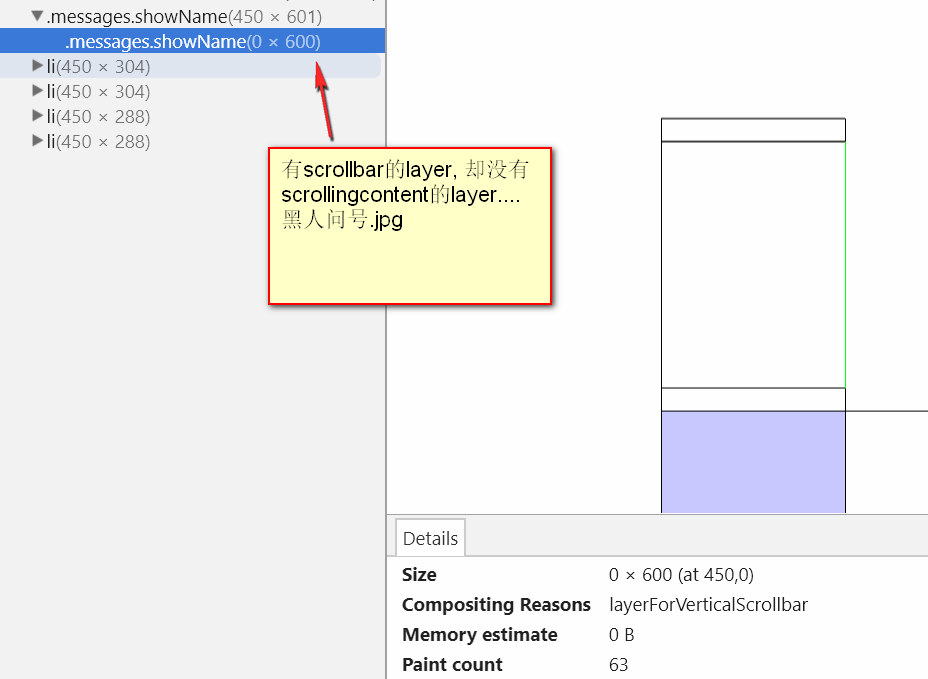 .messages.showName(450 × 601)
.messages.showName(0 × 600)
li(450 × 304)
li(450 × 304)
li(450 × 288)
li(450 × 288)
有scrollbar的layer, 却没有
scrollingcontent的layer....
黑人问号.jpg
Details
Size 0 × 600 (at 450,0)
Compositing Reasons layerForVerticalScrollbar
Memory estimate 0 B
Paint count 63